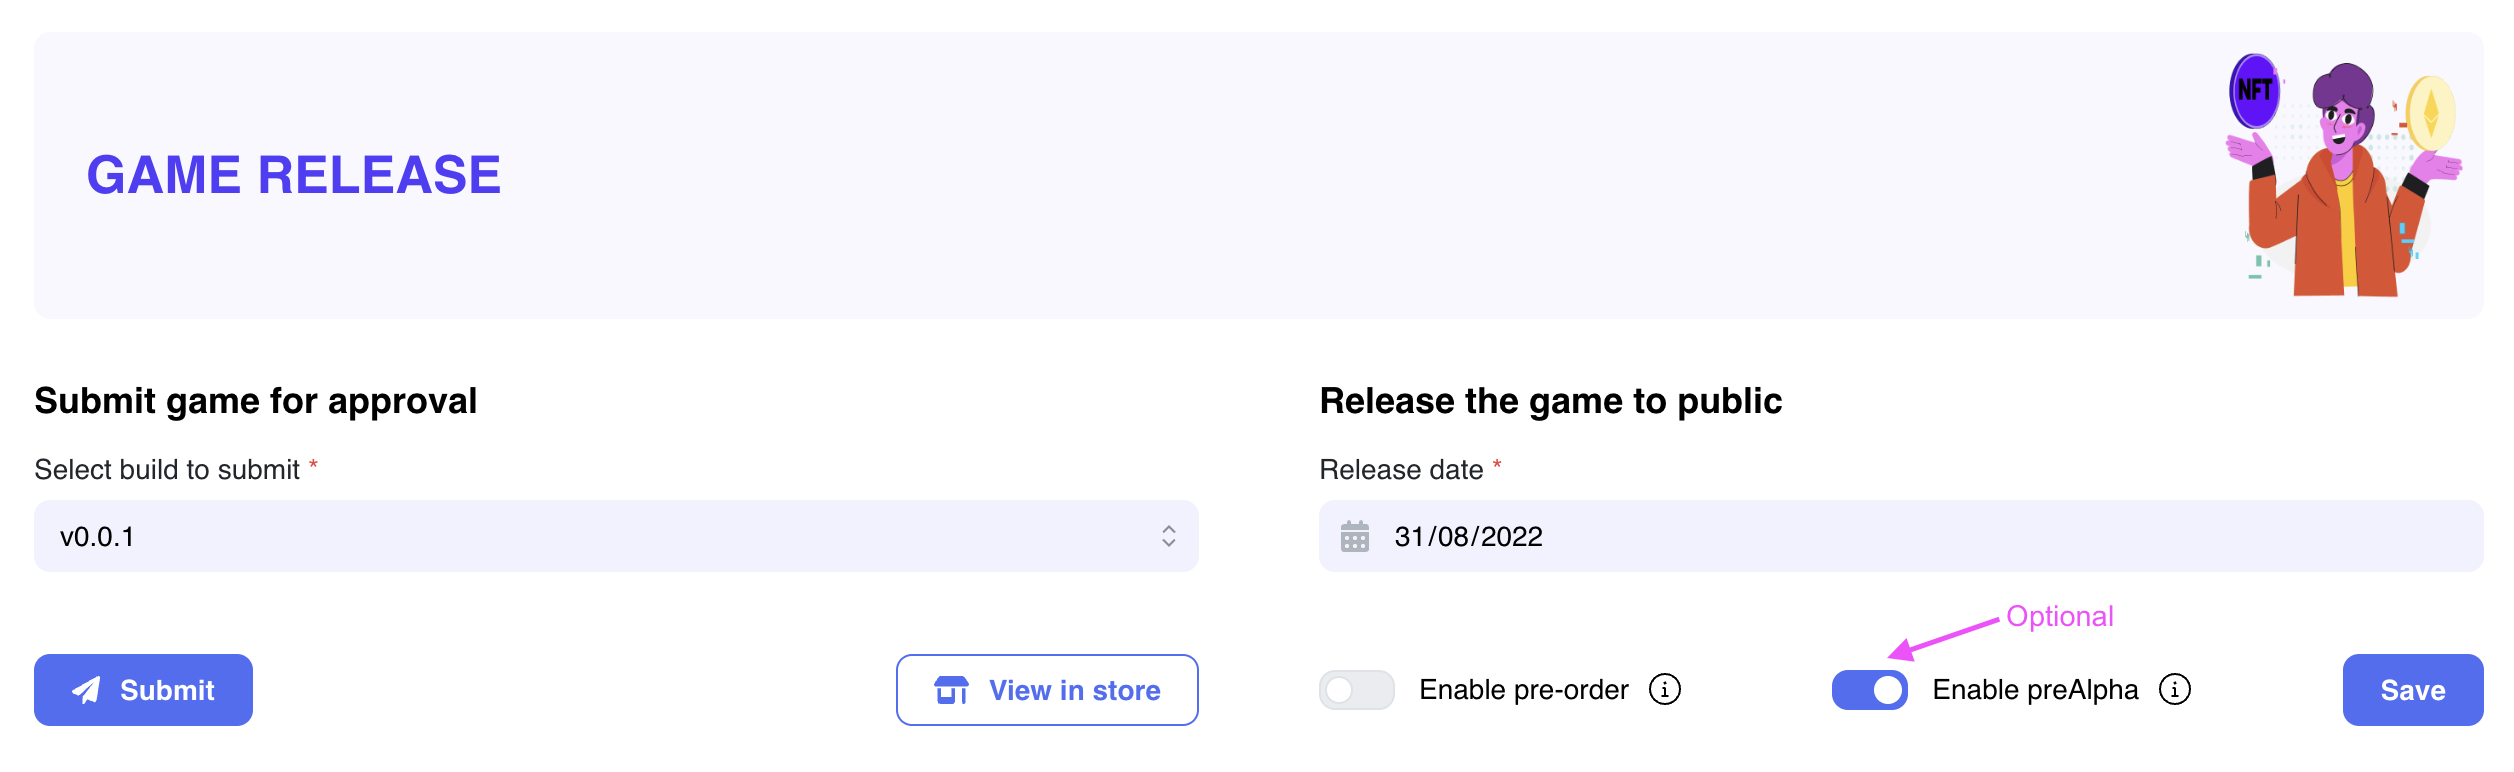 GAME RELEASE
NFT
Submit game for approval
Select build to submit *
v0.0.1
Submit
View in store
Release the game to public
Release date *
31/08/2022
Optional
Enable pre-order
Enable preAlpha
Save